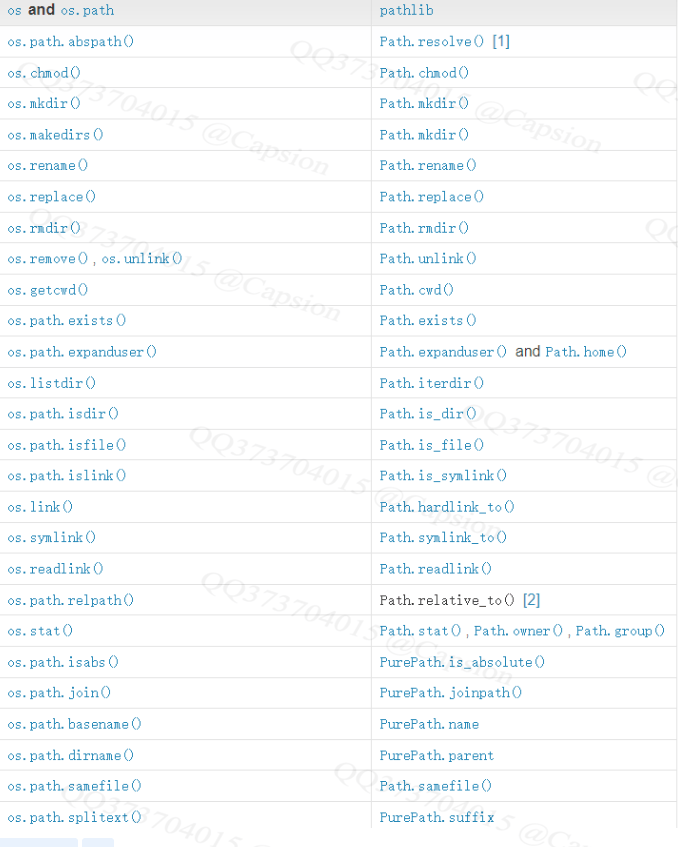 os and os.path pathlib
os.path.abspath() Path.resolve() [1]
os.chmod() Path.chmod()
os.mkdir() Path.mkdir()
os.makedirs() Path.mkdir()
os.rename() Path.rename()
os.replace() Path.replace()
os.rmdir() Path.rmdir()
os.remove(), os.unlink() Path.unlink()
os.getcwd() Path.cwd()
os.path.exists() Path.exists()
os.path.expanduser() Path.expanduser() and Path.home()
os.listdir() Path.iterdir()
os.path.isdir() Path.is_dir()
os.path.isfile() Path.is_file()
os.path.islink() Path.is_symlink()
os.link() Path.hardlink_to()
os.symlink() Path.symlink_to()
os.readlink() Path.readlink()
os.path.relpath() Path.relative_to() [2]
os.stat() Path.stat(), Path.owner(), Path.group()
os.path.isabs() PurePath.is_absolute()
os.path.join() PurePath.joinpath()
os.path.basename() PurePath.name
os.path.dirname() PurePath.parent
os.path.samefile() Path.samefile()
os.path.splitext() PurePath.suffix
QQ373704015 @Capsion